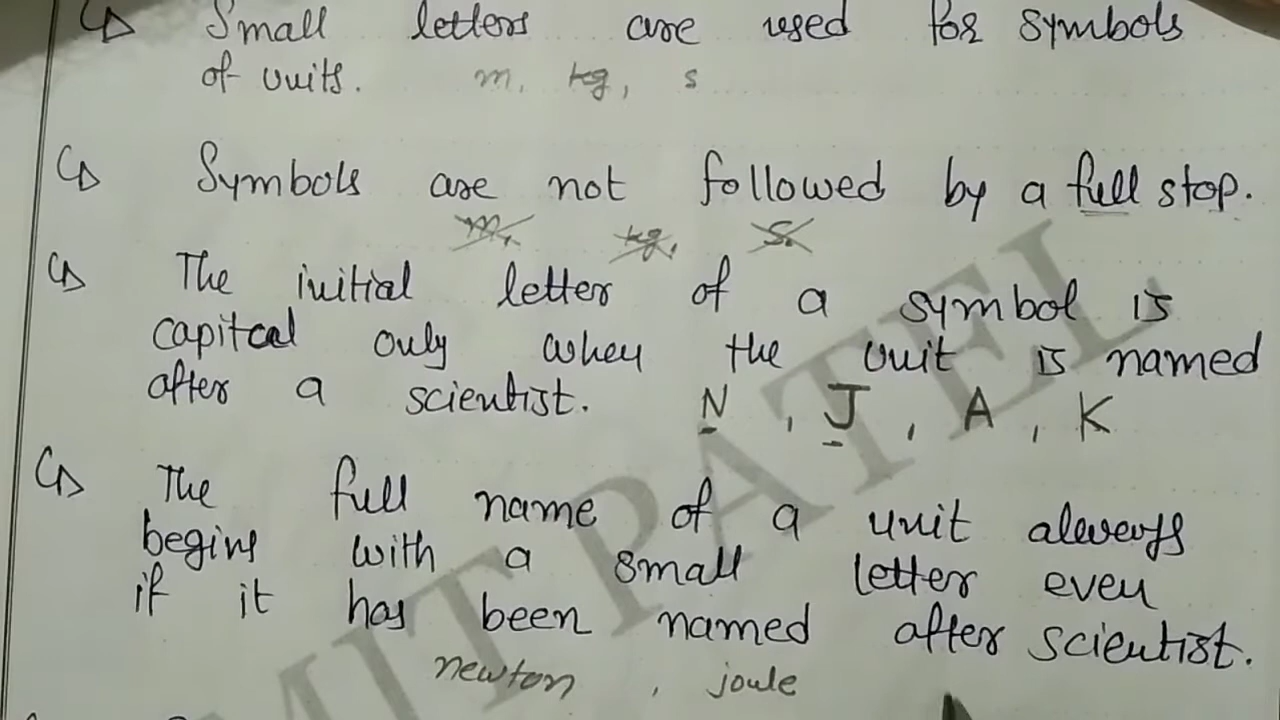 Small letters are used for symbols
of units. m, kg, s
Symbols are not followed by a full stop.
m. kg. s.
The initial letter of a symbol is
capital only when the unit is named
after a scientist. N, J, A, K
The full name of a unit always
begins with a small letter even
if it has been named after scientist.
newton, joule
MIT PATEL